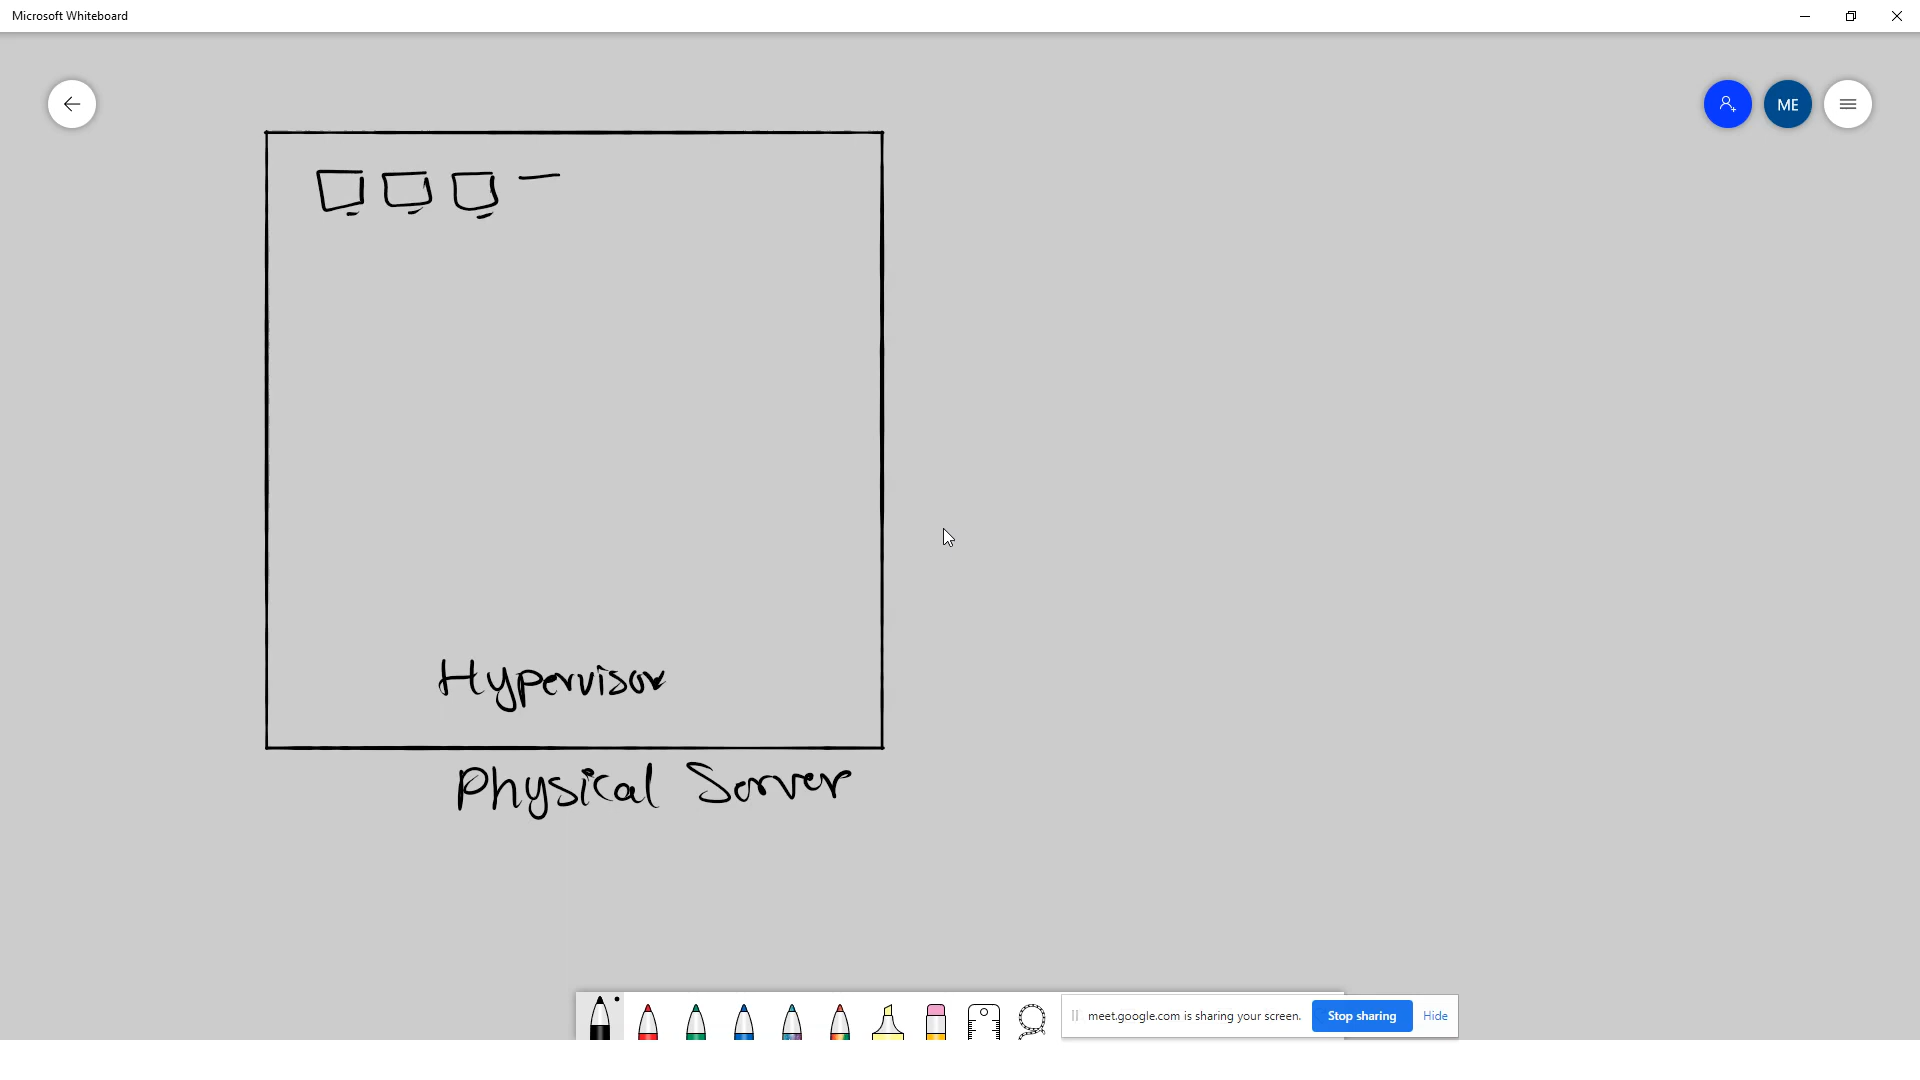 Microsoft Whiteboard
ME
Hypervisor
Physical Server
meet.google.com is sharing your screen. Stop sharing Hide